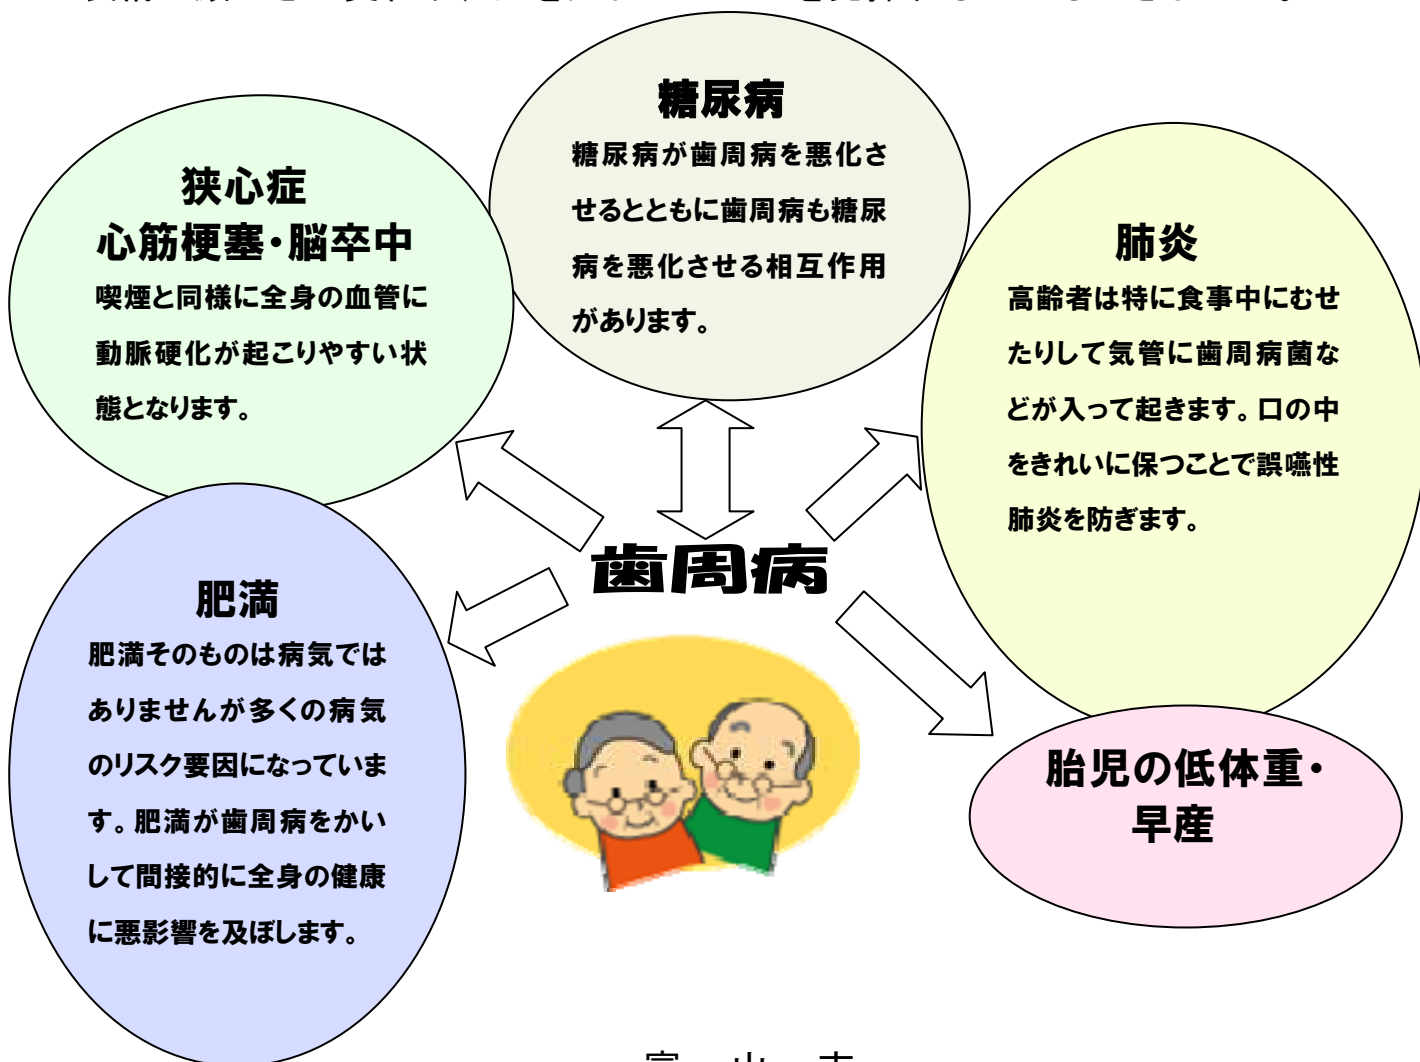 糖尿病
糖尿病が歯周病を悪化さ
せるとともに歯周病も糖尿
病を悪化させる相互作用
があります。
狭心症
心筋梗塞・脳卒中
喫煙と同様に全身の血管に
動脈硬化が起こりやすい状
態となります。
肺炎
高齢者は特に食事中にむせ
たりして気管に歯周病菌な
どが入って起きます。口の中
をきれいに保つことで誤嚥性
肺炎を防ぎます。
歯周病
肥満
肥満そのものは病気では
ありませんが多くの病気
のリスク要因になっていま
す。肥満が歯周病をかい
して間接的に全身の健康
に悪影響を及ぼします。
胎児の低体重・
早産
富 山 市